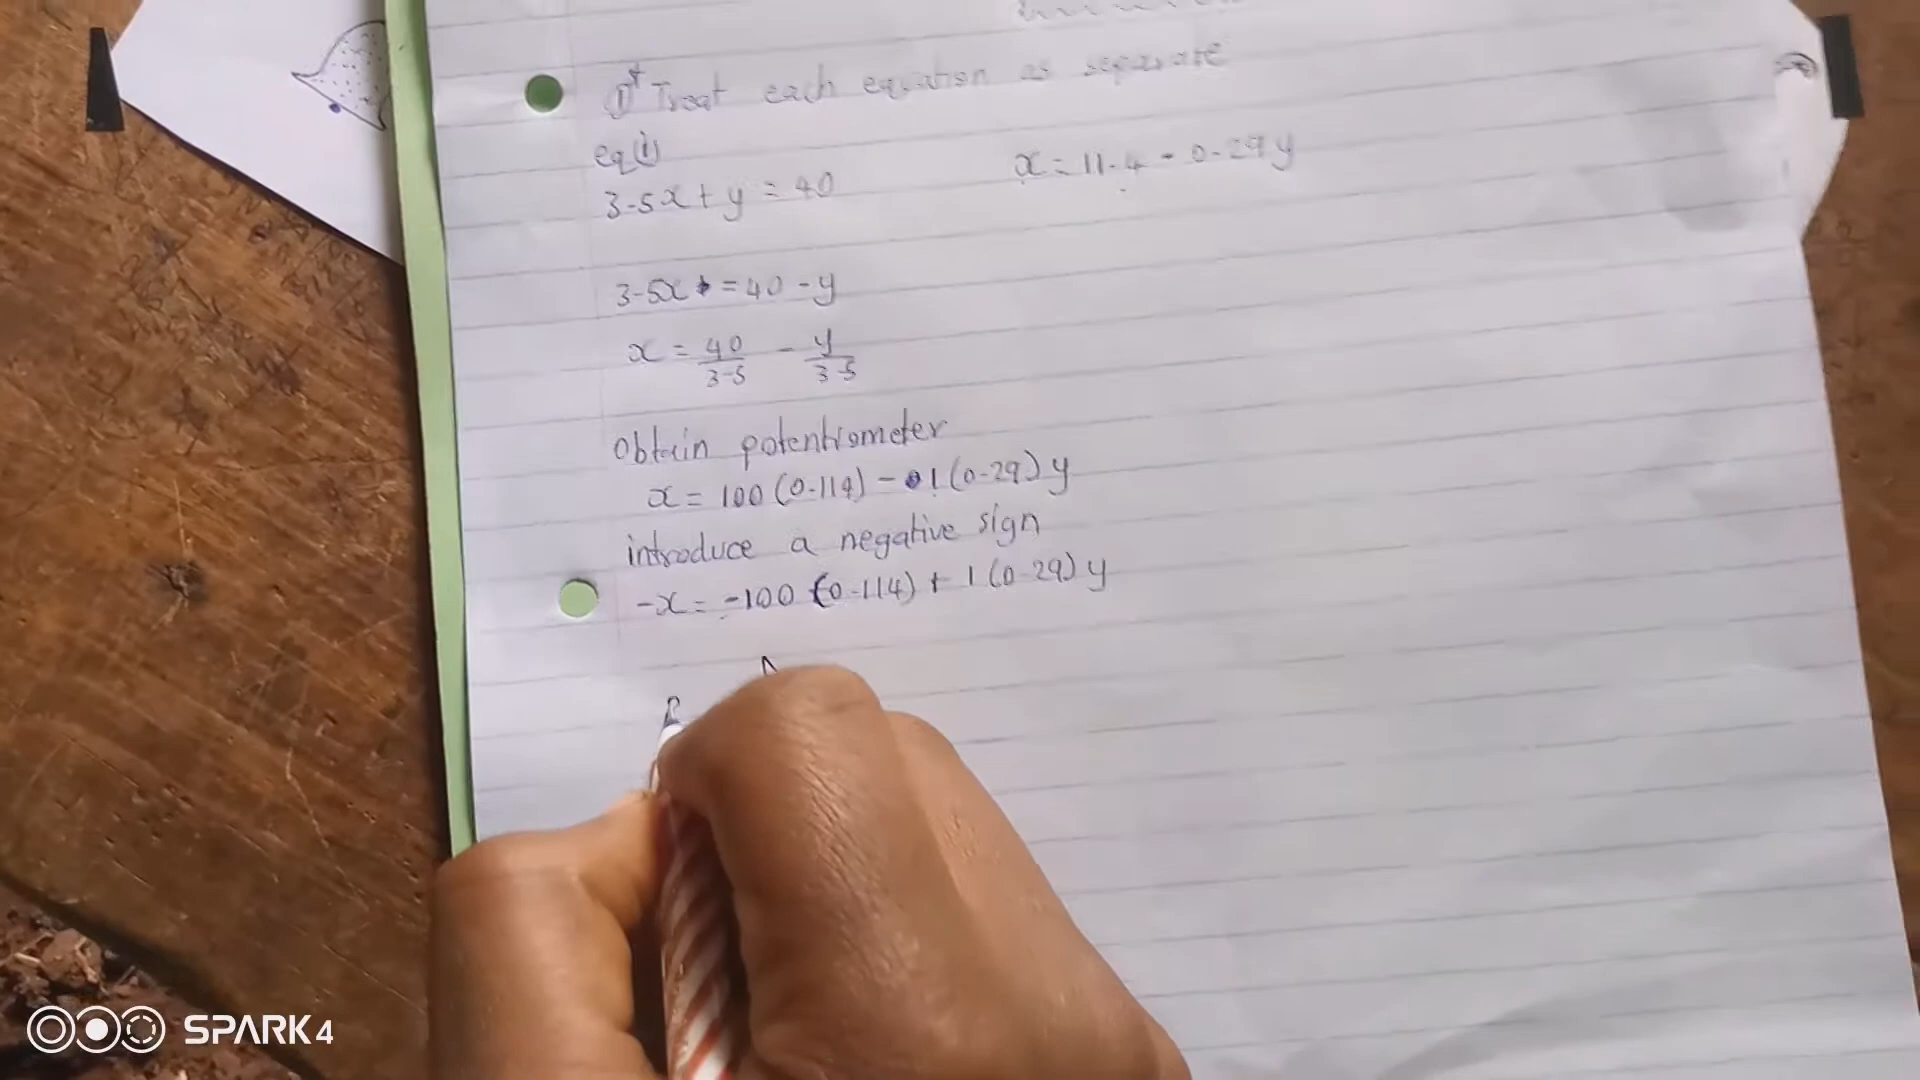 1st Treat each equation as separate
eq(i)
3-5x + y = 40
x = 11-4 - 0-29y
3-5x = 40 - y
x = 40/3-5 - y/3-5
obtain potentiometer
x = 100 (0-114) - 1 (0-29) y
introduce a negative sign
-x = -100 (0-114) + 1 (0-29) y
SPARK 4